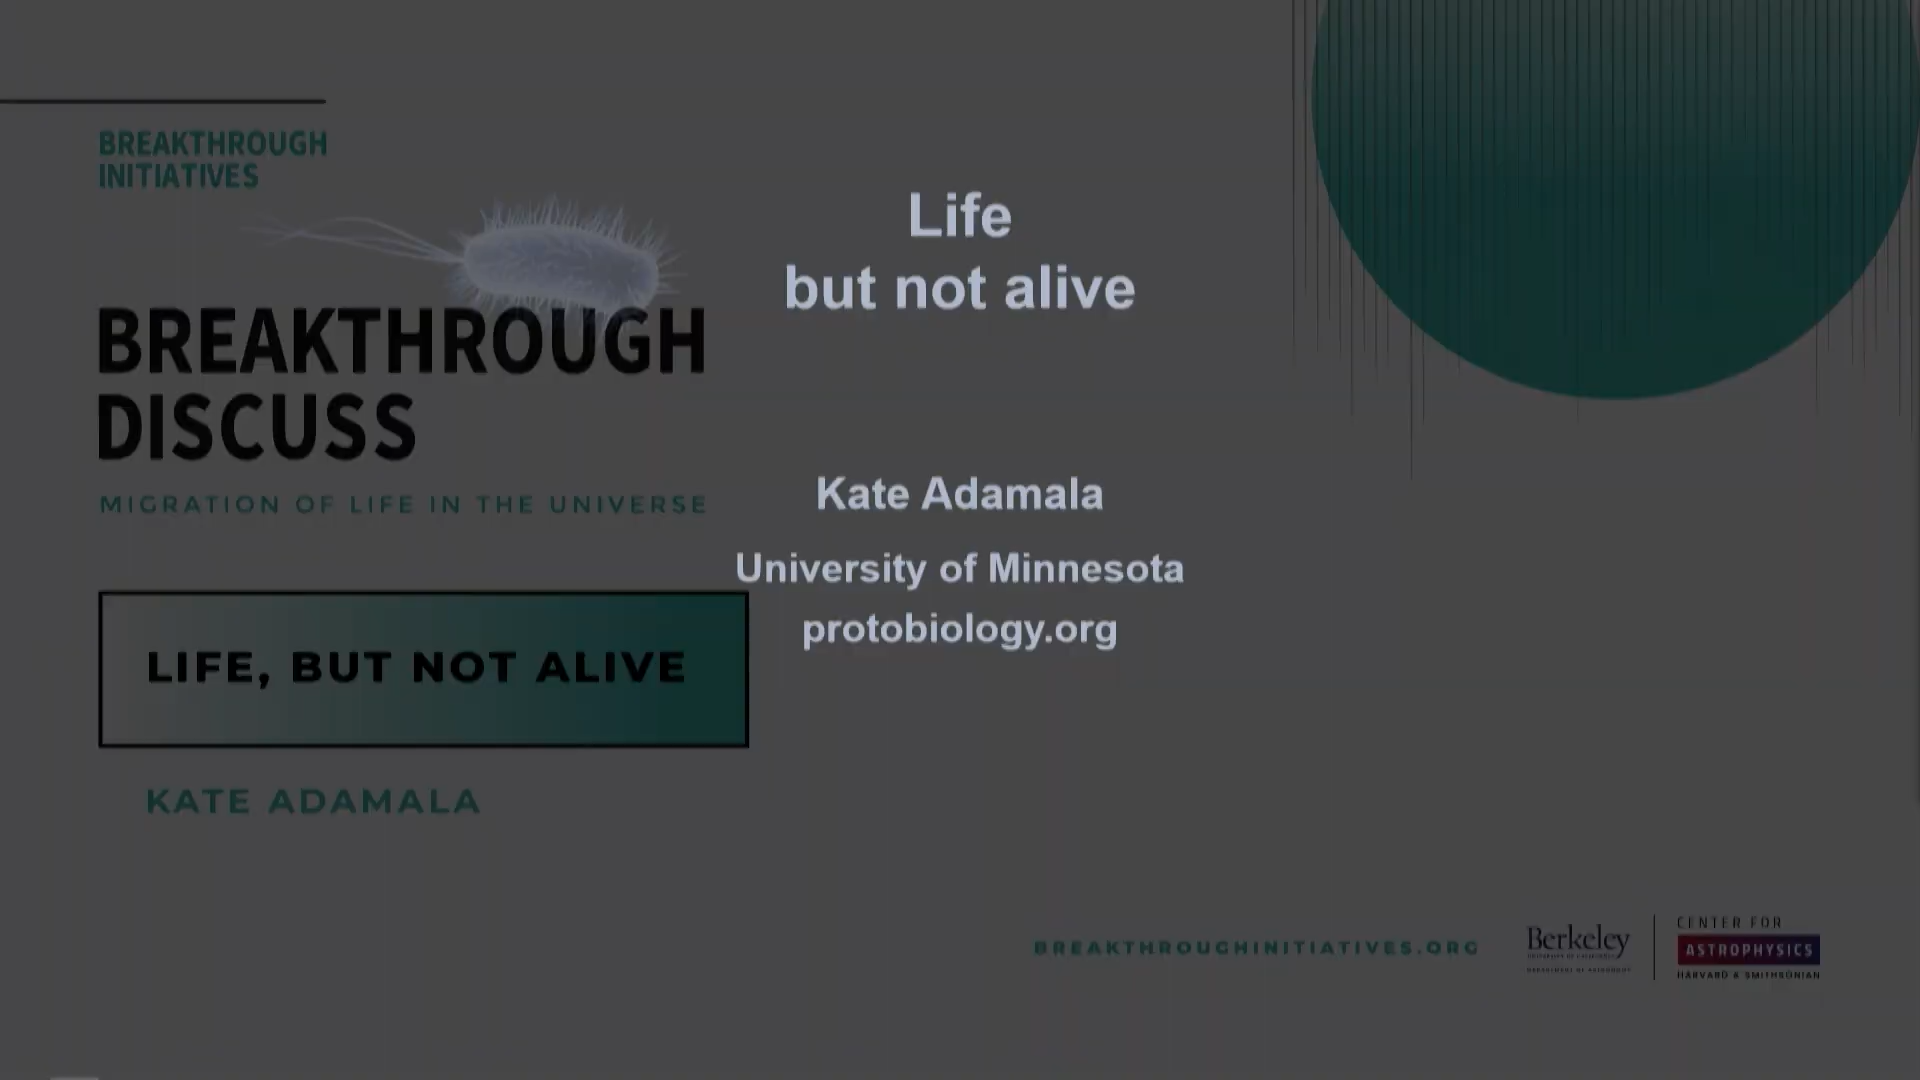 BREAKTHROUGH
INITIATIVES
BREAKTHROUGH
DISCUSS
MIGRATION OF LIFE IN THE UNIVERSE
LIFE, BUT NOT ALIVE
KATE ADAMALA
Life
but not alive
Kate Adamala
University of Minnesota
protobiology.org
BREAKTHROUGHINITIATIVES.ORG
Berkeley
CENTER FOR
ASTROPHYSICS
HARVARD & SMITHSONIAN